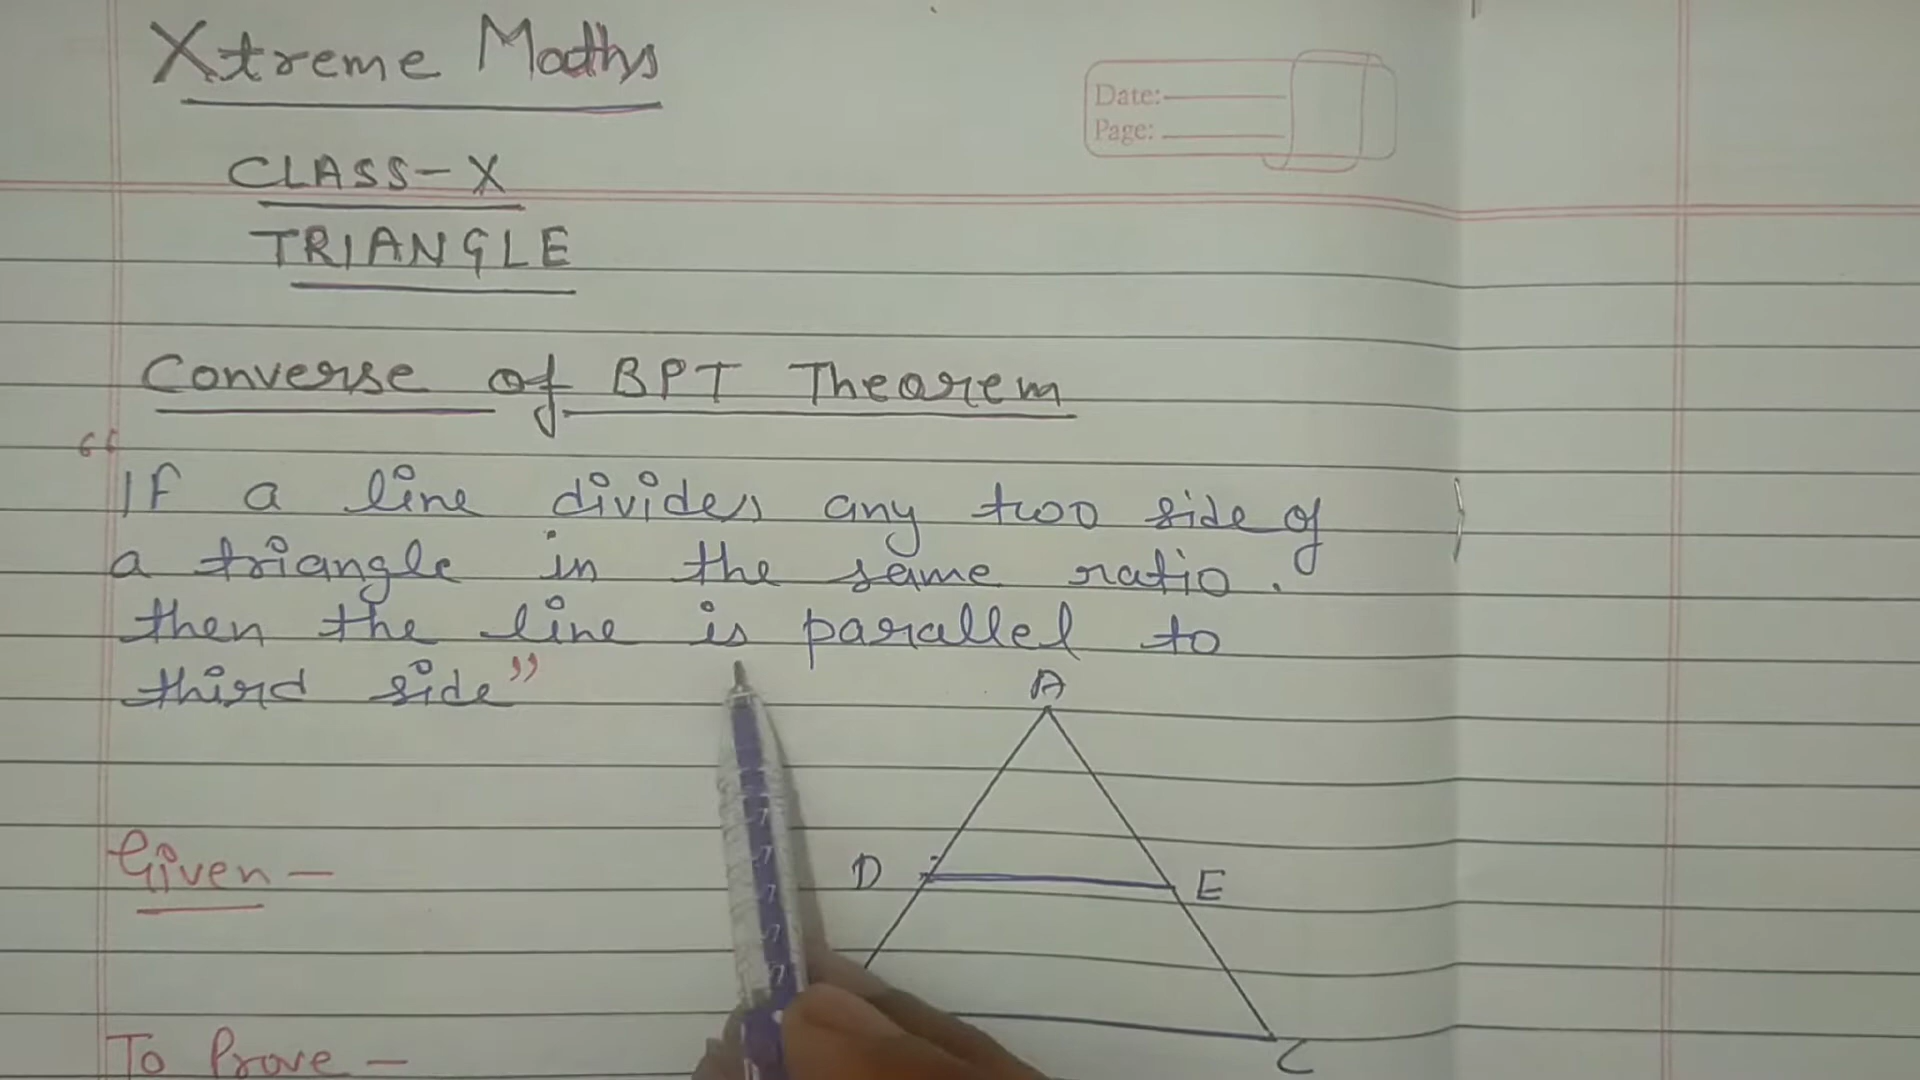 Xtreme Maths
Date:
Page:
CLASS-X
TRIANGLE
Converse of BPT Theorem
"If a line divides any two side of
a triangle in the same ratio.
then the line is parallel to
third side"
A
Given -
D
E
To Prove -
C